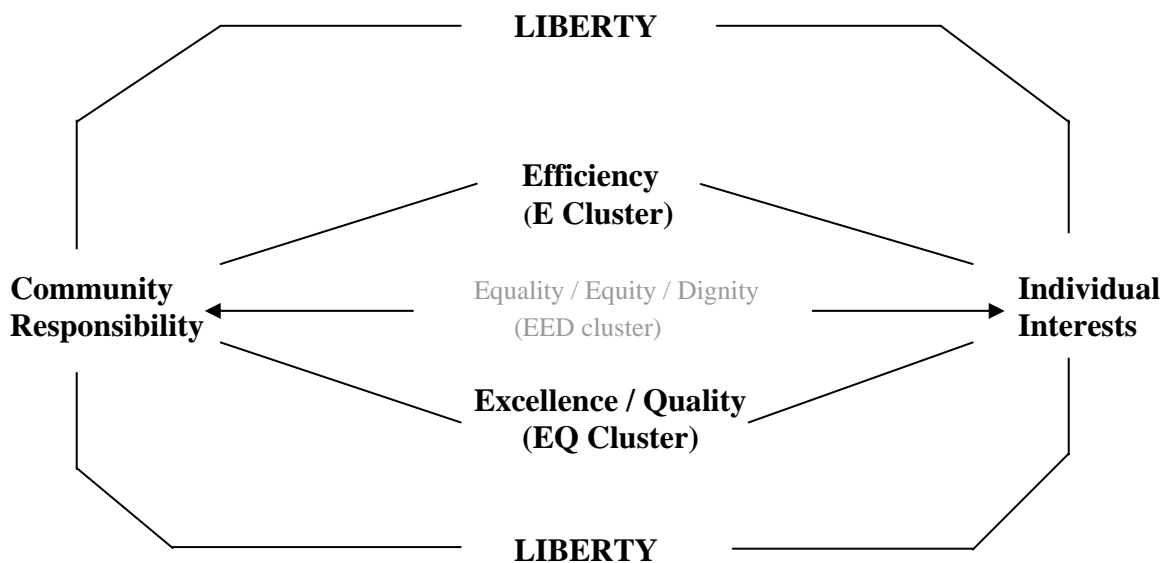 LIBERTY
Efficiency
(E Cluster)
Community
Responsibility
Equality / Equity / Dignity
(EED cluster)
Individual
Interests
Excellence / Quality
(EQ Cluster)
LIBERTY